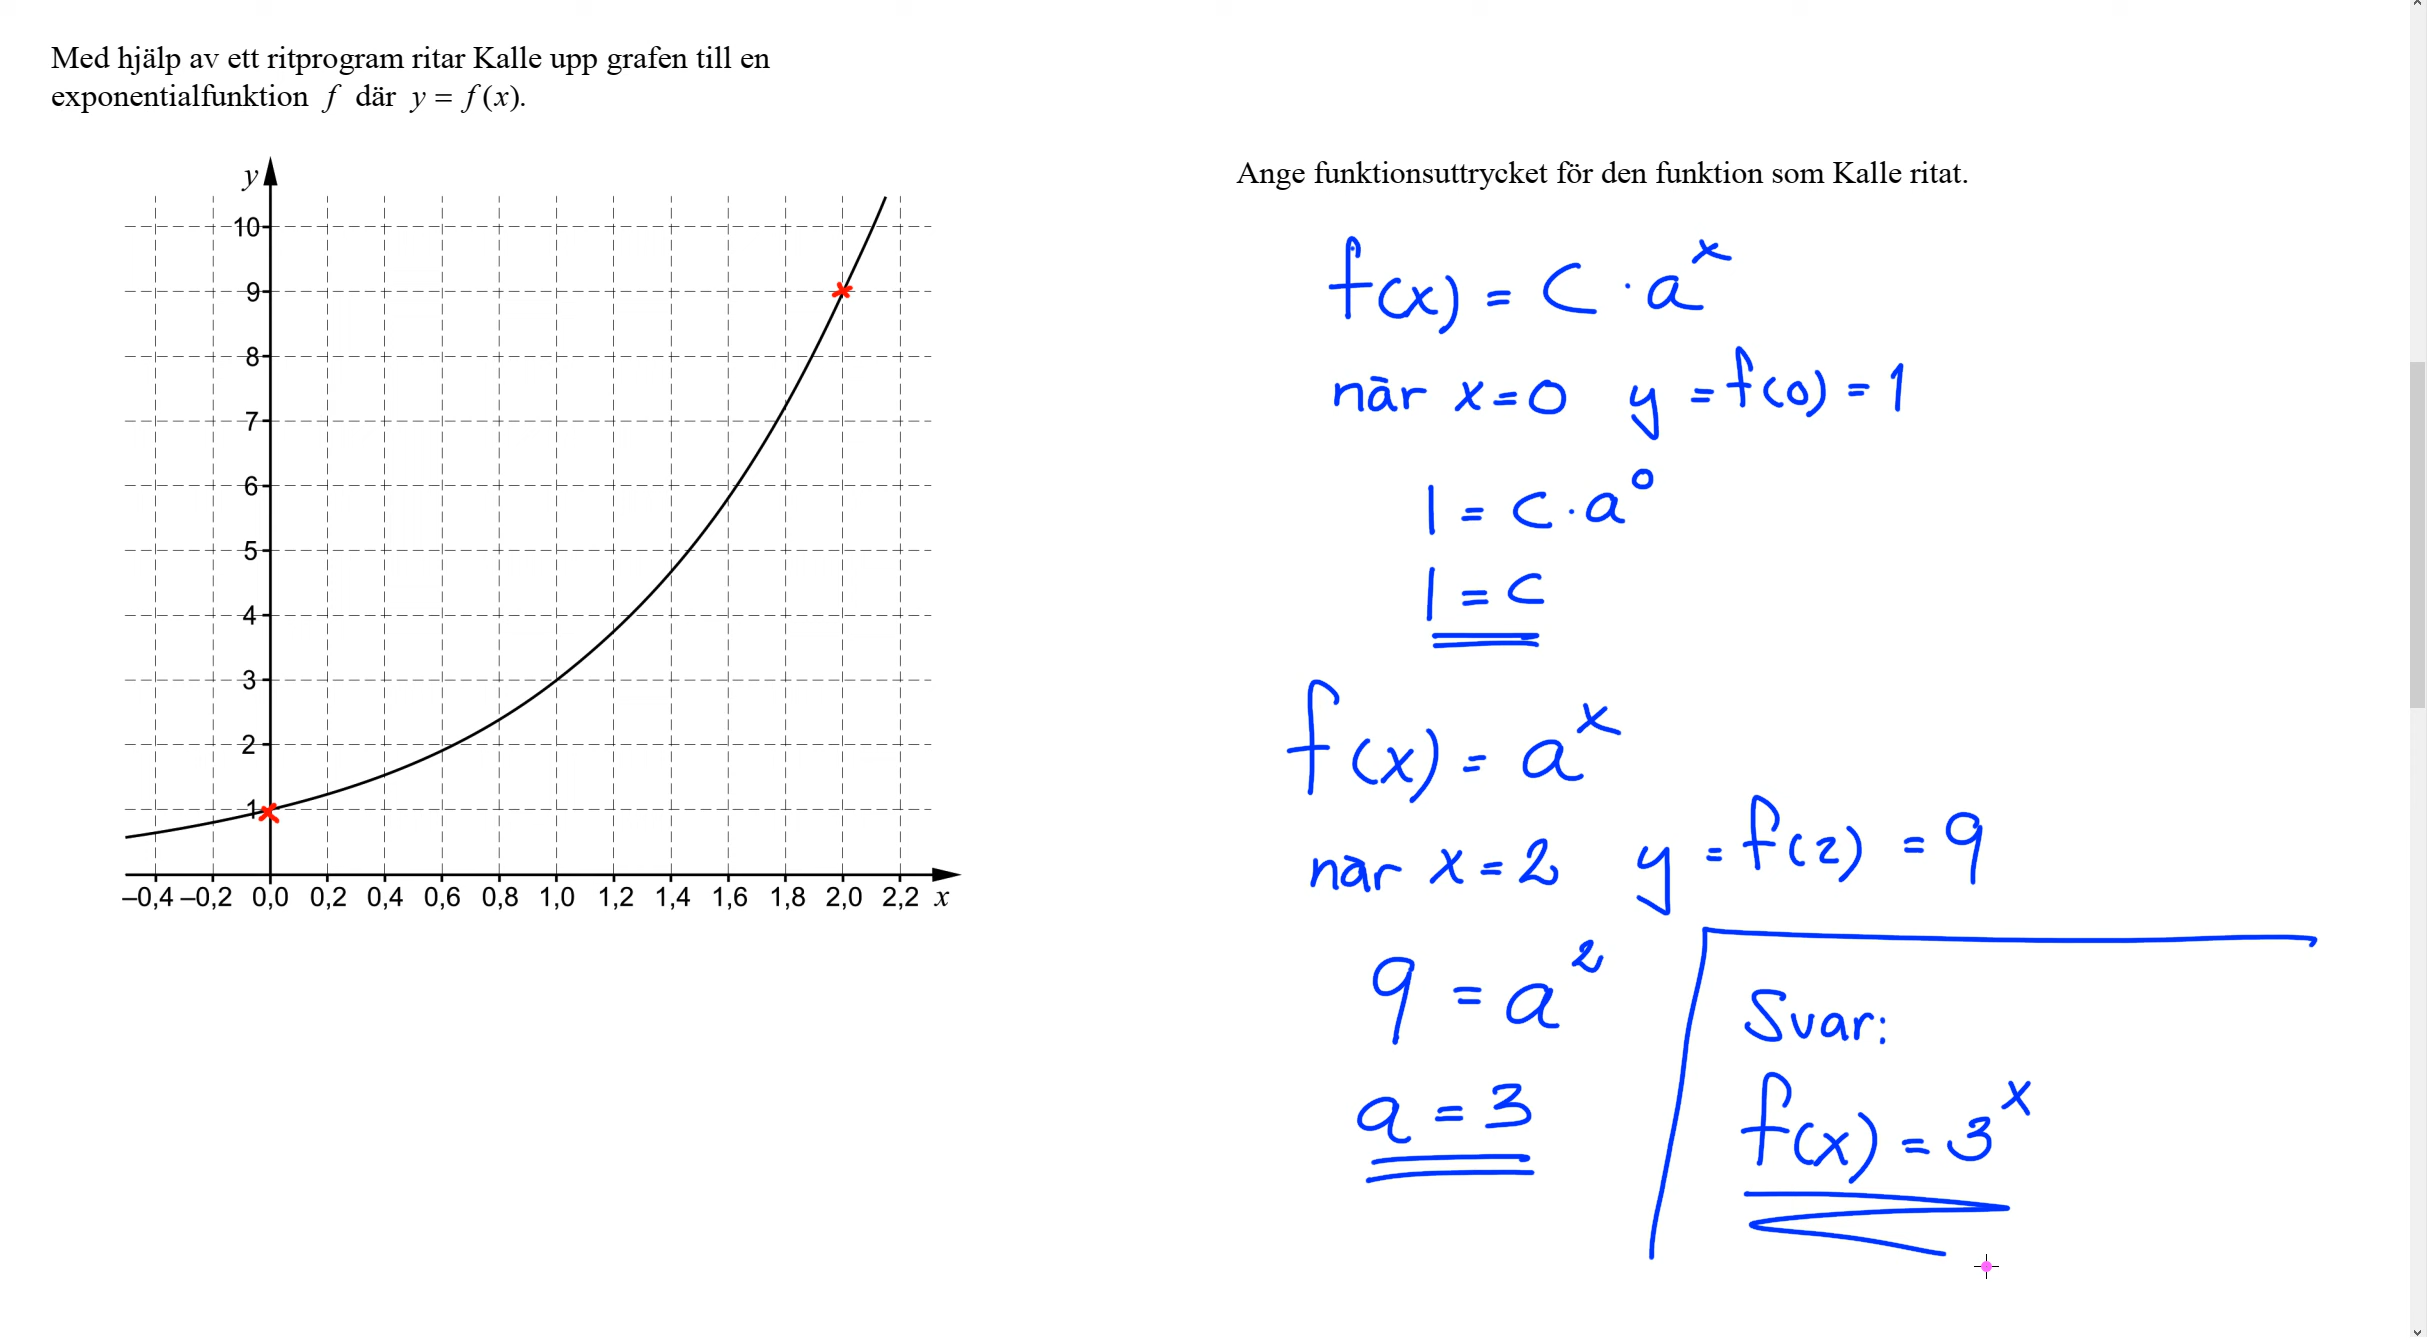 Med hjälp av ett ritprogram ritar Kalle upp grafen till en
exponentialfunktion f där y = f(x).
y
10
9
8
7
6
5
4
3
2
1
–0,4 –0,2 0,0 0,2 0,4 0,6 0,8 1,0 1,2 1,4 1,6 1,8 2,0 2,2 x
Ange funktionsuttrycket för den funktion som Kalle ritat.
f(x) = C · a^x
när x=0 y = f(0) = 1
1 = C · a^0
1 = C
f(x) = a^x
när x = 2 y = f(2) = 9
9 = a^2
a = 3
Svar:
f(x) = 3^x